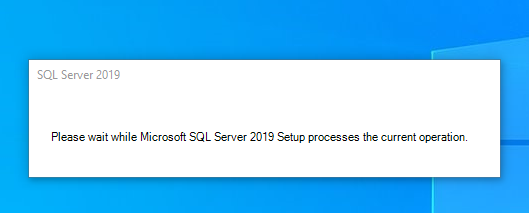 SQL Server 2019
Please wait while Microsoft SQL Server 2019 Setup processes the current operation.